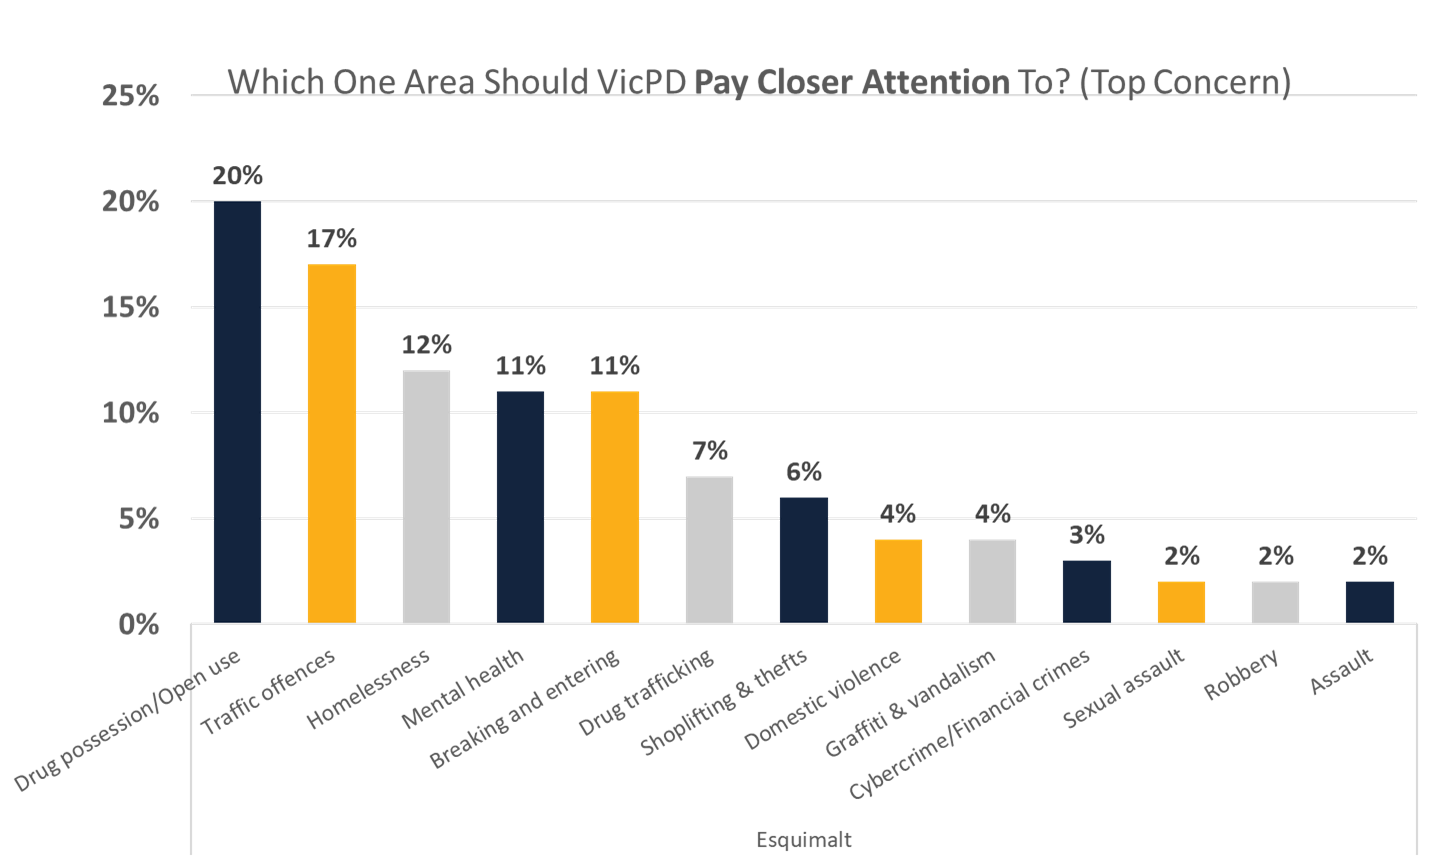 Which One Area Should VicPD Pay Closer Attention To? (Top Concern)
25%
20%
15%
10%
5%
0%
20%
17%
12%
11%
11%
7%
6%
4%
4%
3%
2%
2%
2%
Drug possession/Open use
Traffic offences
Homelessness
Mental health
Breaking and entering
Drug trafficking
Shoplifting & thefts
Domestic violence
Graffiti & vandalism
Cybercrime/Financial crimes
Sexual assault
Robbery
Assault
Esquimalt